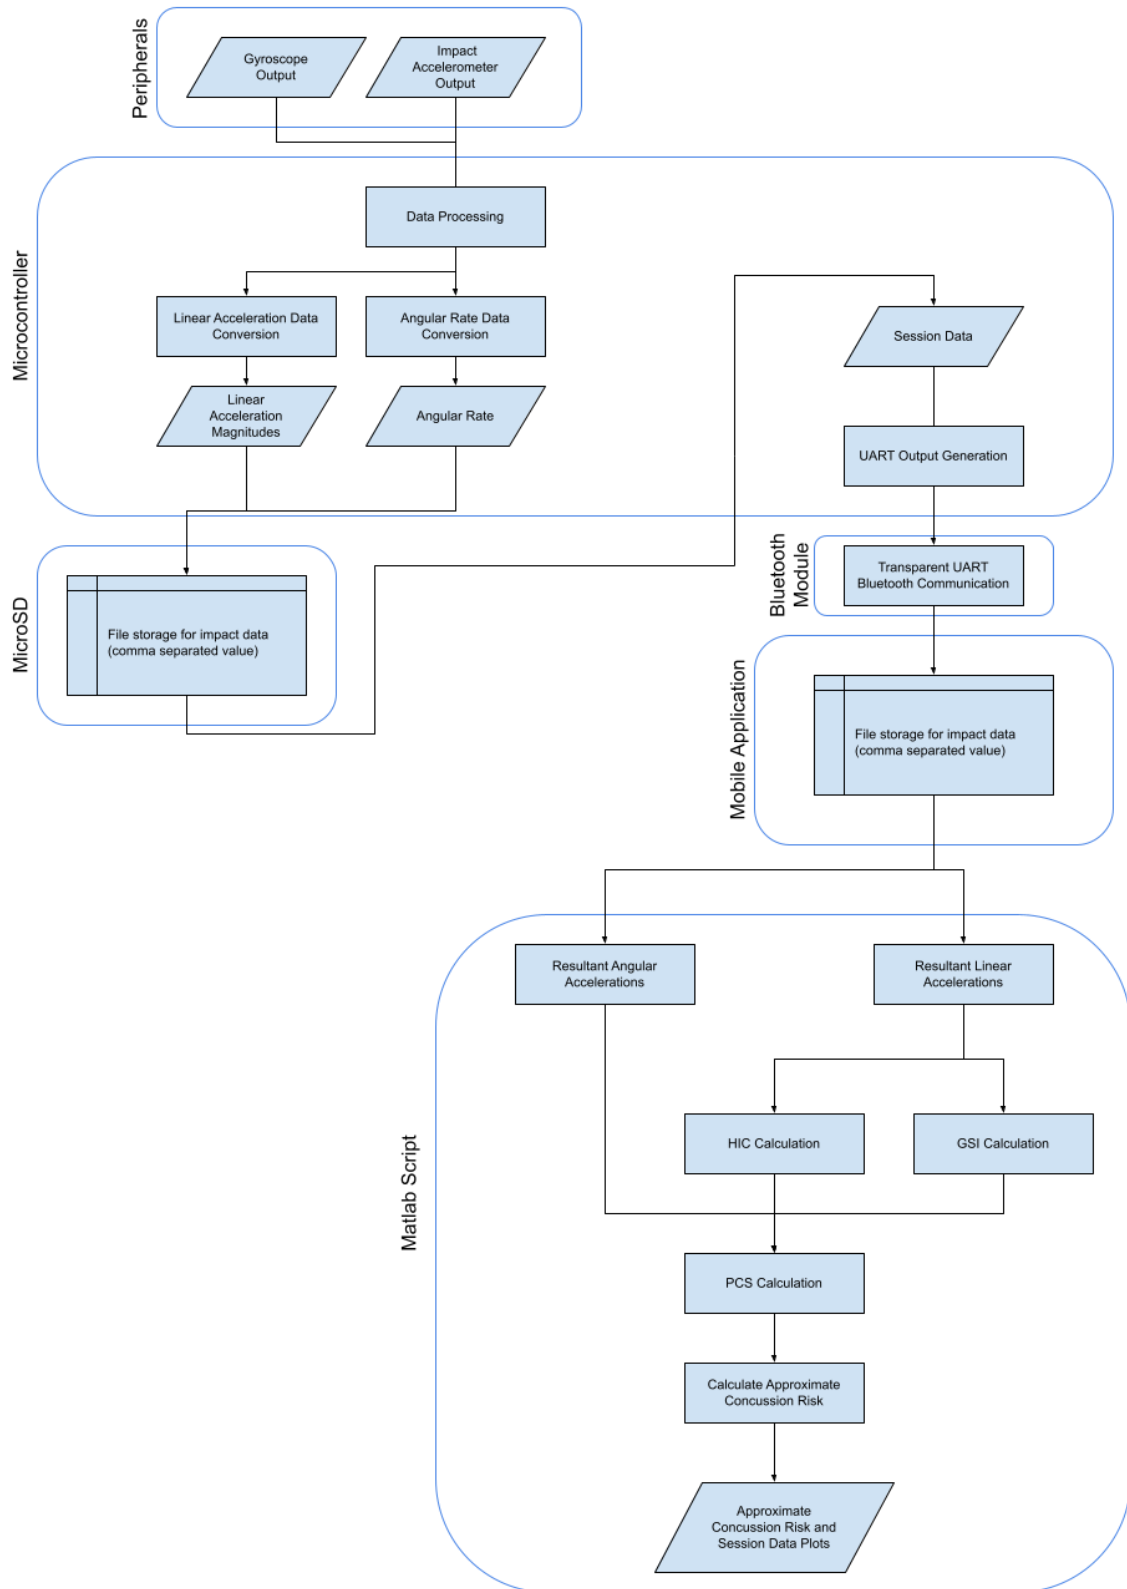 Peripherals
Gyroscope
Output
Impact
Accelerometer
Output
Microcontroller
Data Processing
Linear Acceleration Data
Conversion
Angular Rate Data
Conversion
Linear
Acceleration
Magnitudes
Angular Rate
Session Data
UART Output Generation
MicroSD
File storage for impact data
(comma separated value)
Bluetooth
Module
Transparent UART
Bluetooth Communication
Mobile Application
File storage for impact data
(comma separated value)
Matlab Script
Resultant Angular
Accelerations
Resultant Linear
Accelerations
HIC Calculation
GSI Calculation
PCS Calculation
Calculate Approximate
Concussion Risk
Approximate
Concussion Risk and
Session Data Plots